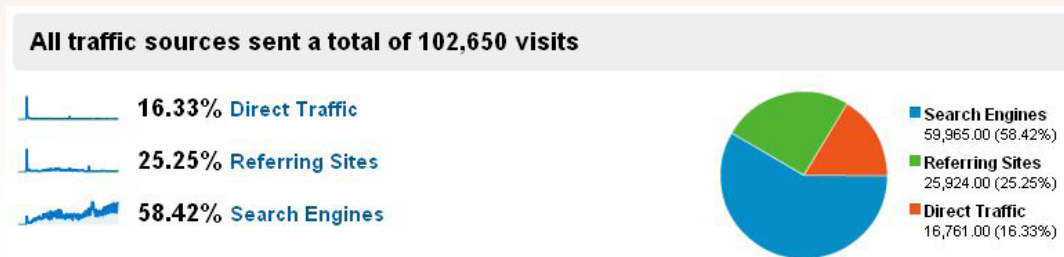 All traffic sources sent a total of 102,650 visits
16.33% Direct Traffic
25.25% Referring Sites
58.42% Search Engines
Search Engines
59,965.00 (58.42%)
Referring Sites
25,924.00 (25.25%)
Direct Traffic
16,761.00 (16.33%)